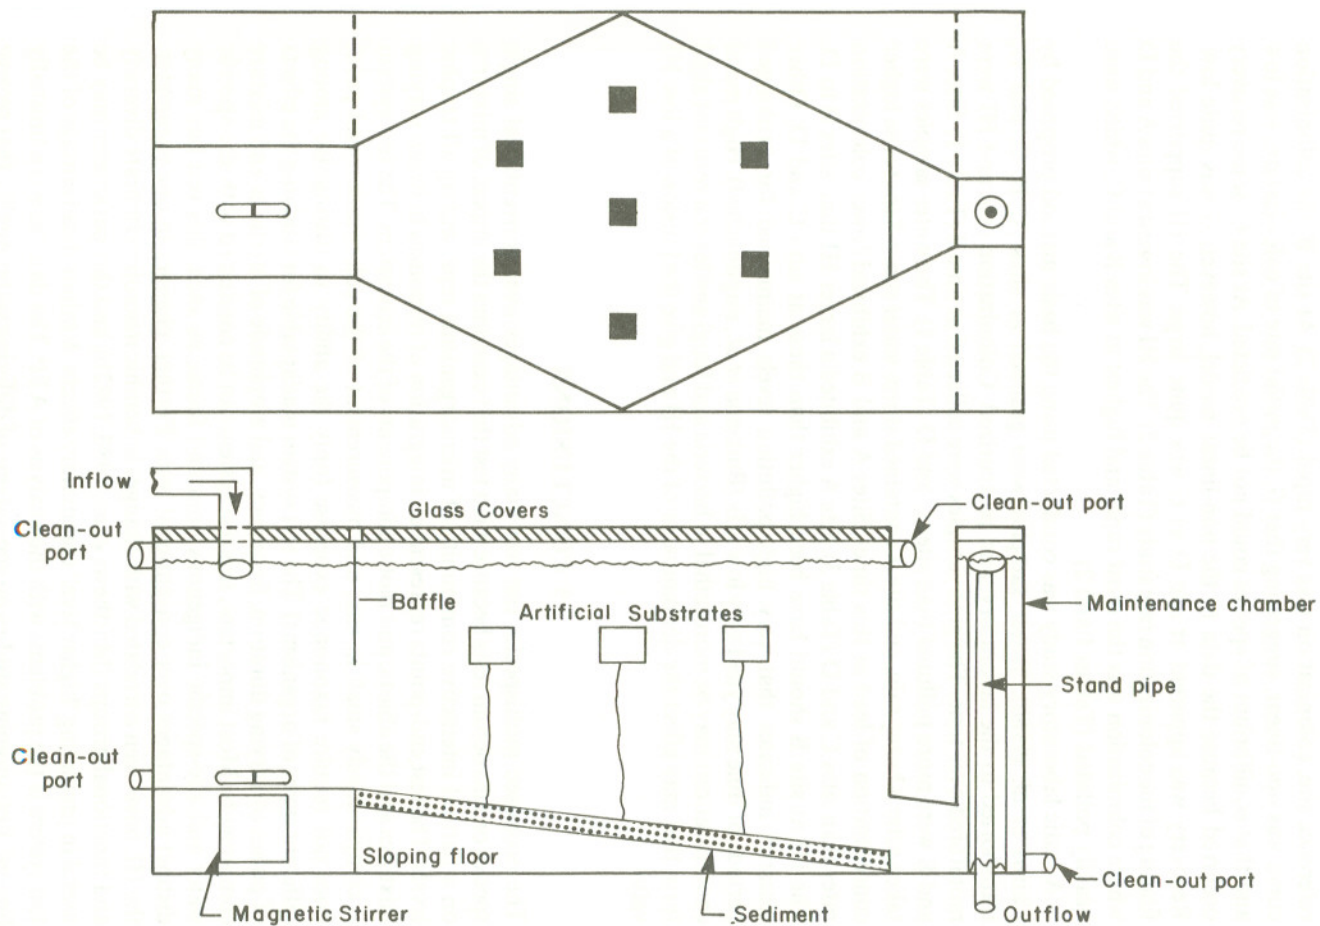 Inflow
Clean-out
port
Glass Covers
Clean-out port
Baffle
Artificial Substrates
Maintenance chamber
Stand pipe
Clean-out
port
Sloping floor
Clean-out port
Magnetic Stirrer
Sediment
Outflow